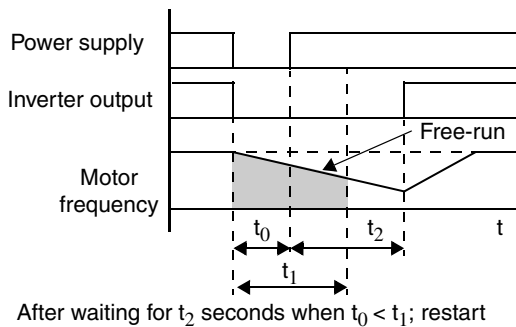 Power supply
Inverter output
Free-run
Motor
frequency
t0
t2
t
t1
After waiting for t2 seconds when t0 < t1; restart